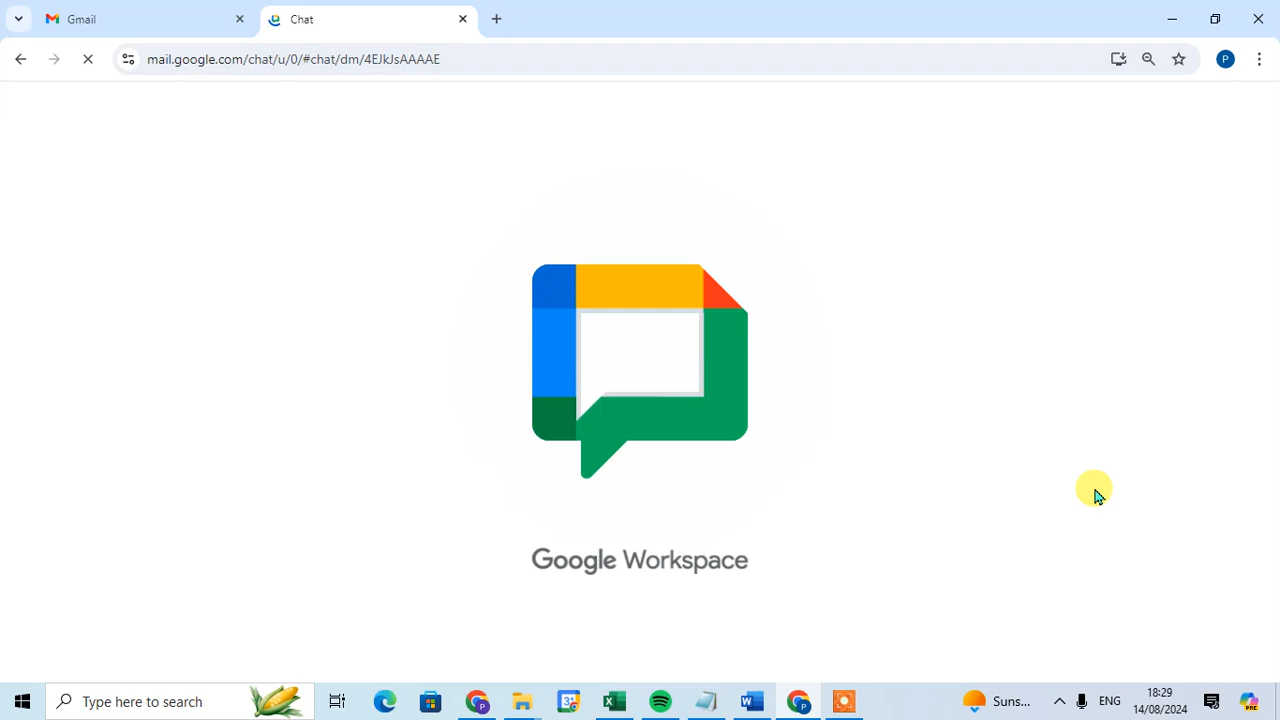 Gmail
Chat
mail.google.com/chat/u/0/#chat/dm/4EJkJsAAAAE
P
Google Workspace
Type here to search
31
Suns...
ENG
18:29
14/08/2024